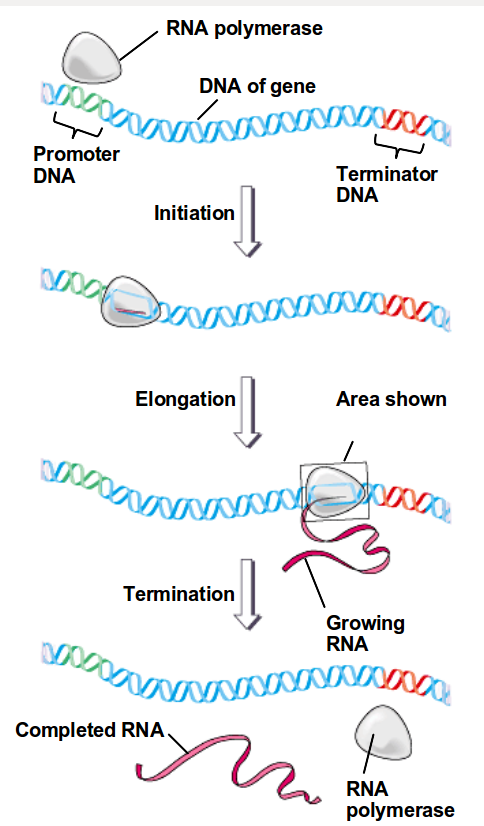 RNA polymerase
DNA of gene
Promoter
DNA
Terminator
DNA
Initiation
Elongation
Area shown
Termination
Growing
RNA
Completed RNA
RNA
polymerase